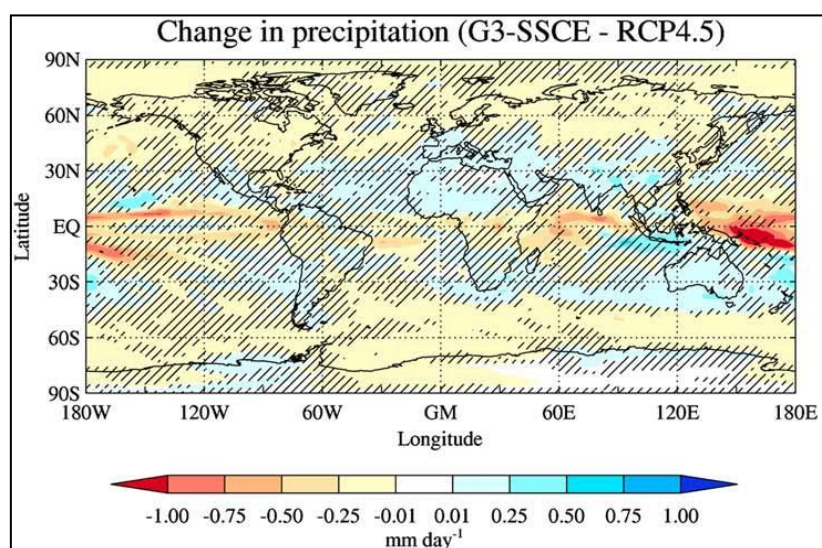 Change in precipitation (G3-SSCE - RCP4.5)
90N
60N
30N
EQ
30S
60S
90S
Latitude
180W 120W 60W GM 60E 120E 180E
Longitude
-1.00 -0.75 -0.50 -0.25 -0.01 0.01 0.25 0.50 0.75 1.00
mm day⁻¹